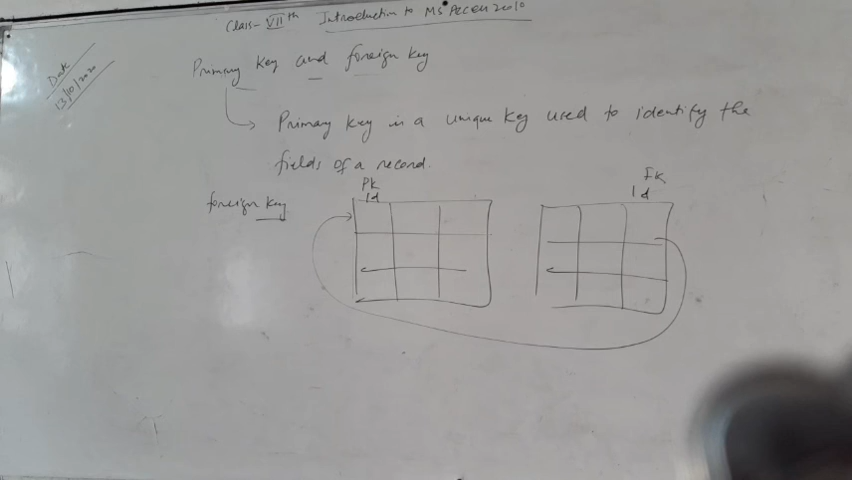 Class- VIIth Introduction to MS Access 2010
Date
13/10/2020
Primary key and foreign key
Primary key is a unique key used to identify the
fields of a record.
foreign key
Pk
Id
Fk
Id